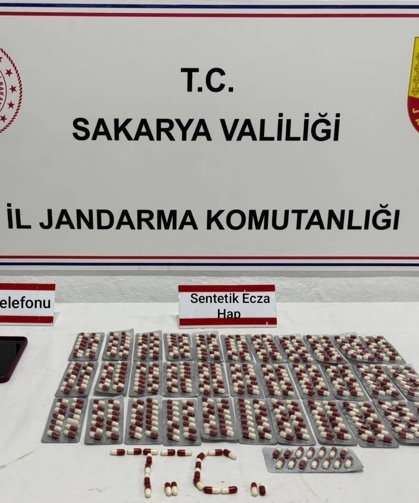 T.C.
SAKARYA VALİLİĞİ
İL JANDARMA KOMUTANLIĞI
elefonu
Sentetik Ecza
Hap
T.C.